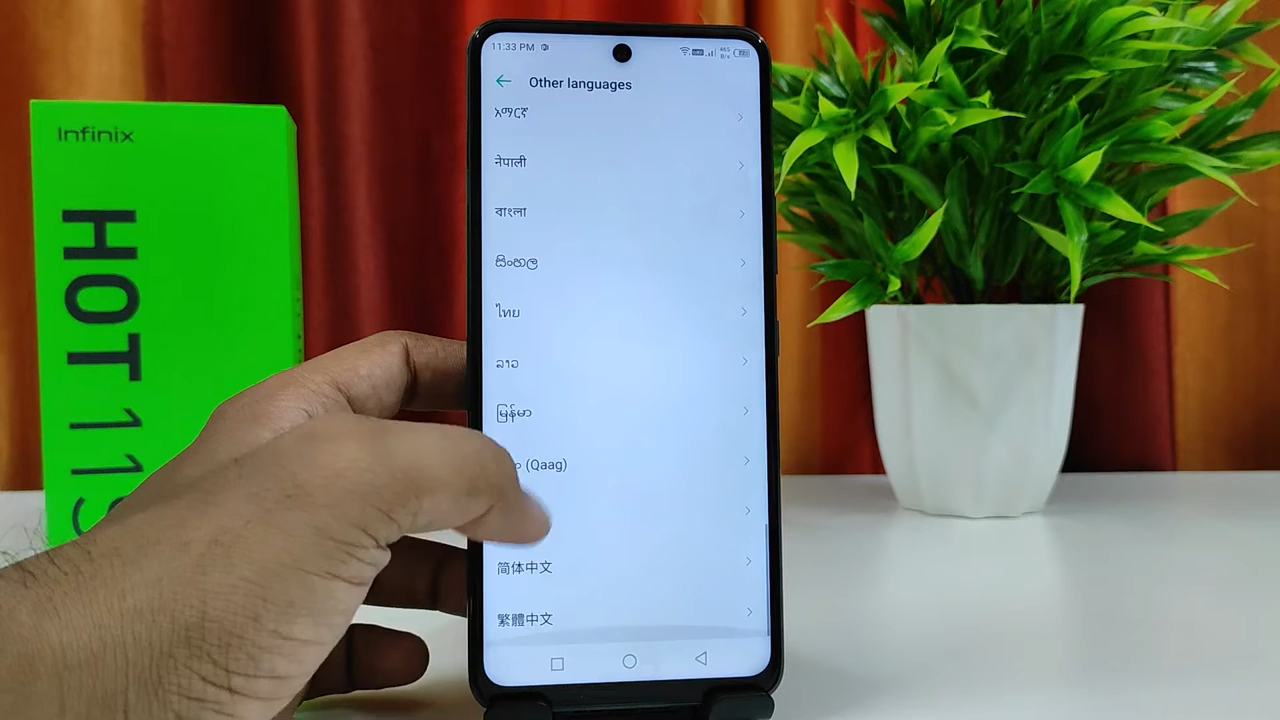 Infinix
HOT 11S
11:33 PM
465
B/s
Other languages
አማርኛ
नेपाली
বাংলা
සිංහල
ไทย
ລາວ
မြန်မာ
(Qaag)
简体中文
繁體中文